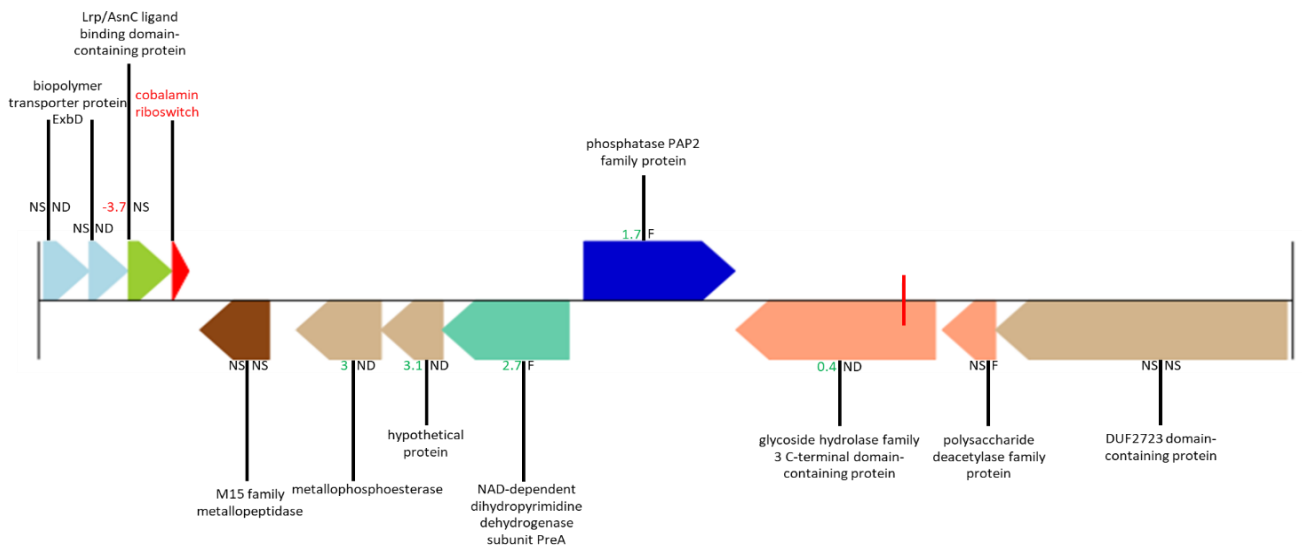 Lrp/AsnC ligand
binding domain-
containing protein
biopolymer
transporter protein
ExbD
cobalamin
riboswitch
phosphatase PAP2
family protein
NS ND
NS ND
-3.7 NS
1.7 F
NS NS
3 ND
3.1 ND
2.7 F
0.4 ND
NS F
NS NS
M15 family
metallopeptidase
metallophosphoesterase
hypothetical
protein
NAD-dependent
dihydropyrimidine
dehydrogenase
subunit PreA
glycoside hydrolase family
3 C-terminal domain-
containing protein
polysaccharide
deacetylase family
protein
DUF2723 domain-
containing protein